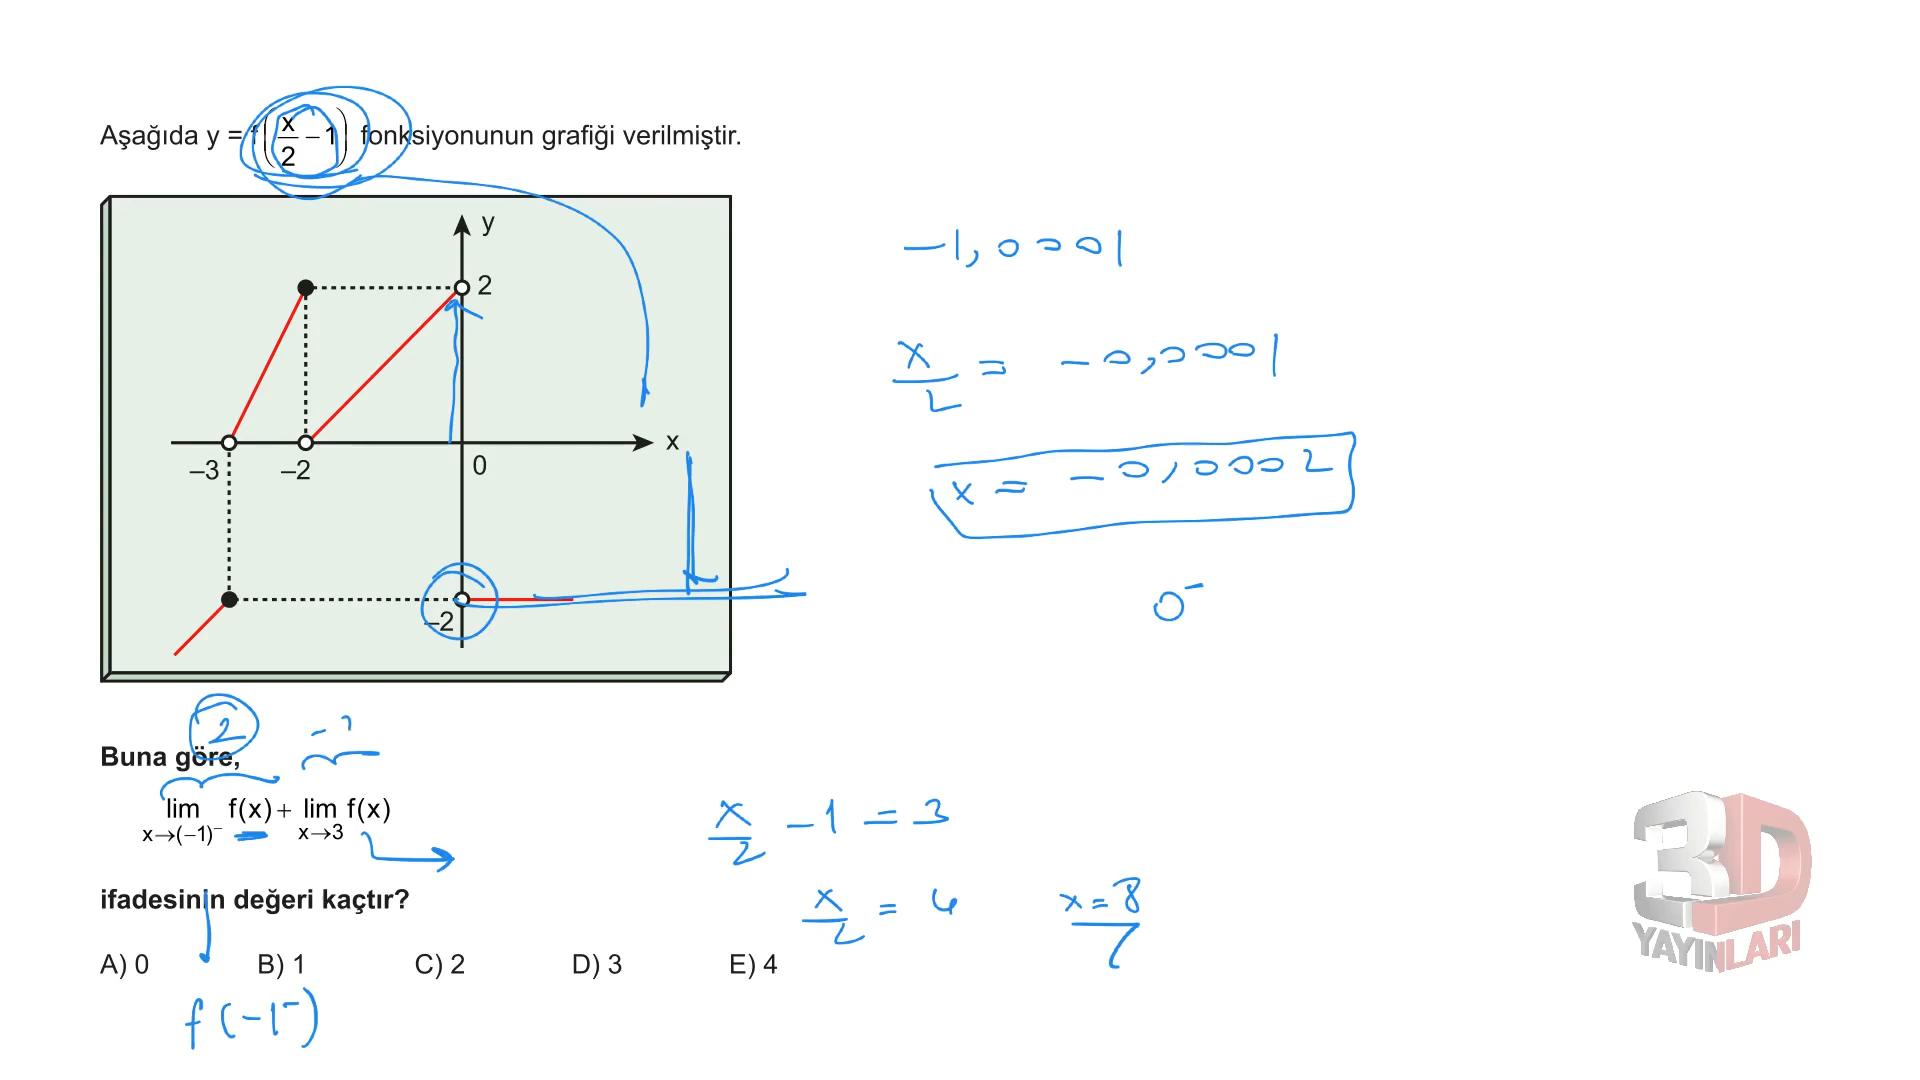 Aşağıda y = f(x/2 − 1) fonksiyonunun grafiği verilmiştir.
y
2
x
–3
–2
0
–2
−1,0001
x/2 = −0,0001
x = −0,0002
0⁻
2
Buna göre,
lim f(x) + lim f(x)
x→(−1)⁻ x→3
x/2 − 1 = 3
ifadesinin değeri kaçtır?
x/2 = 4 x = 8
A) 0 B) 1 C) 2 D) 3 E) 4
f(−1⁻)
3D
YAYINLARI